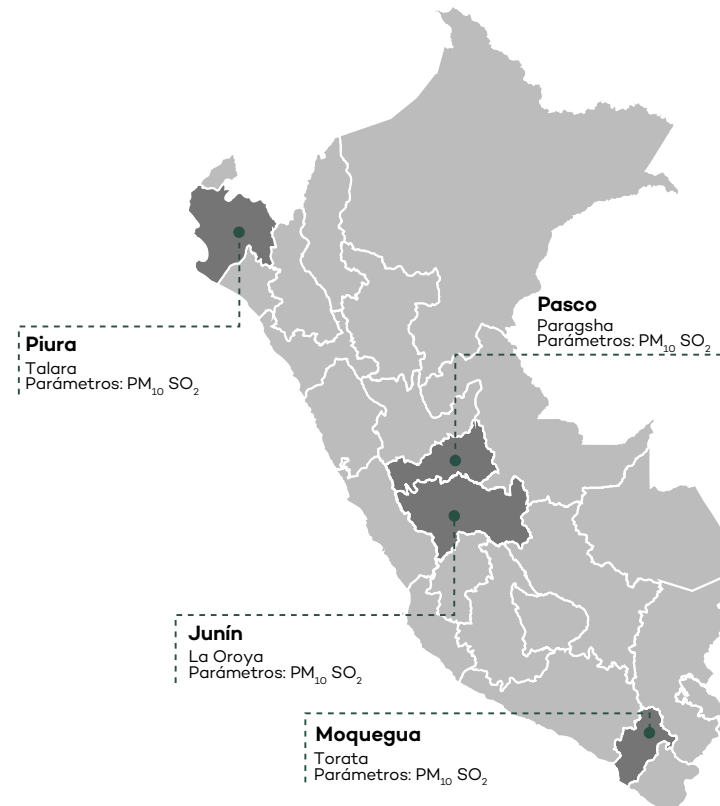 Pasco
Paragsha
Parámetros: PM₁₀ SO₂
Piura
Talara
Parámetros: PM₁₀ SO₂
Junín
La Oroya
Parámetros: PM₁₀ SO₂
Moquegua
Torata
Parámetros: PM₁₀ SO₂